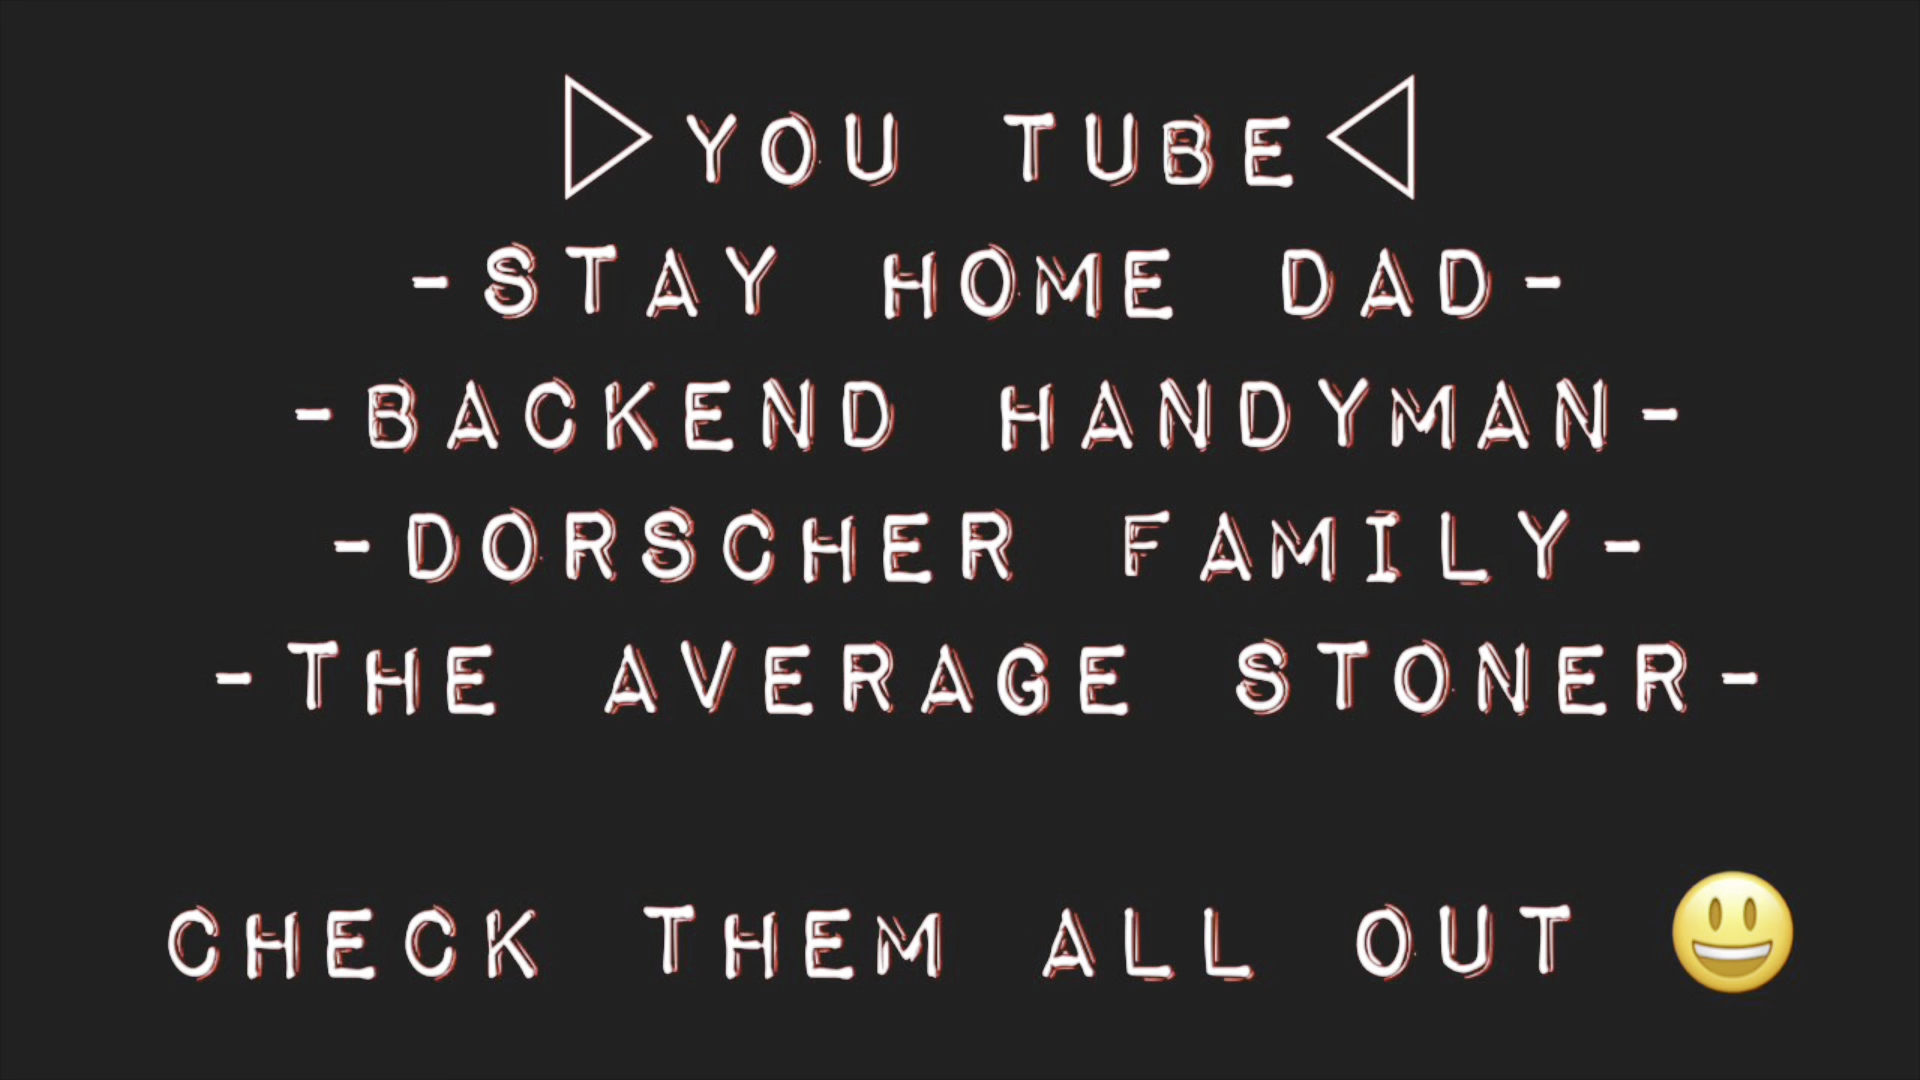 ▷YOU TUBE◁
-STAY HOME DAD-
-BACKEND HANDYMAN-
-DORSCHER FAMILY-
-THE AVERAGE STONER-
CHECK THEM ALL OUT 😃